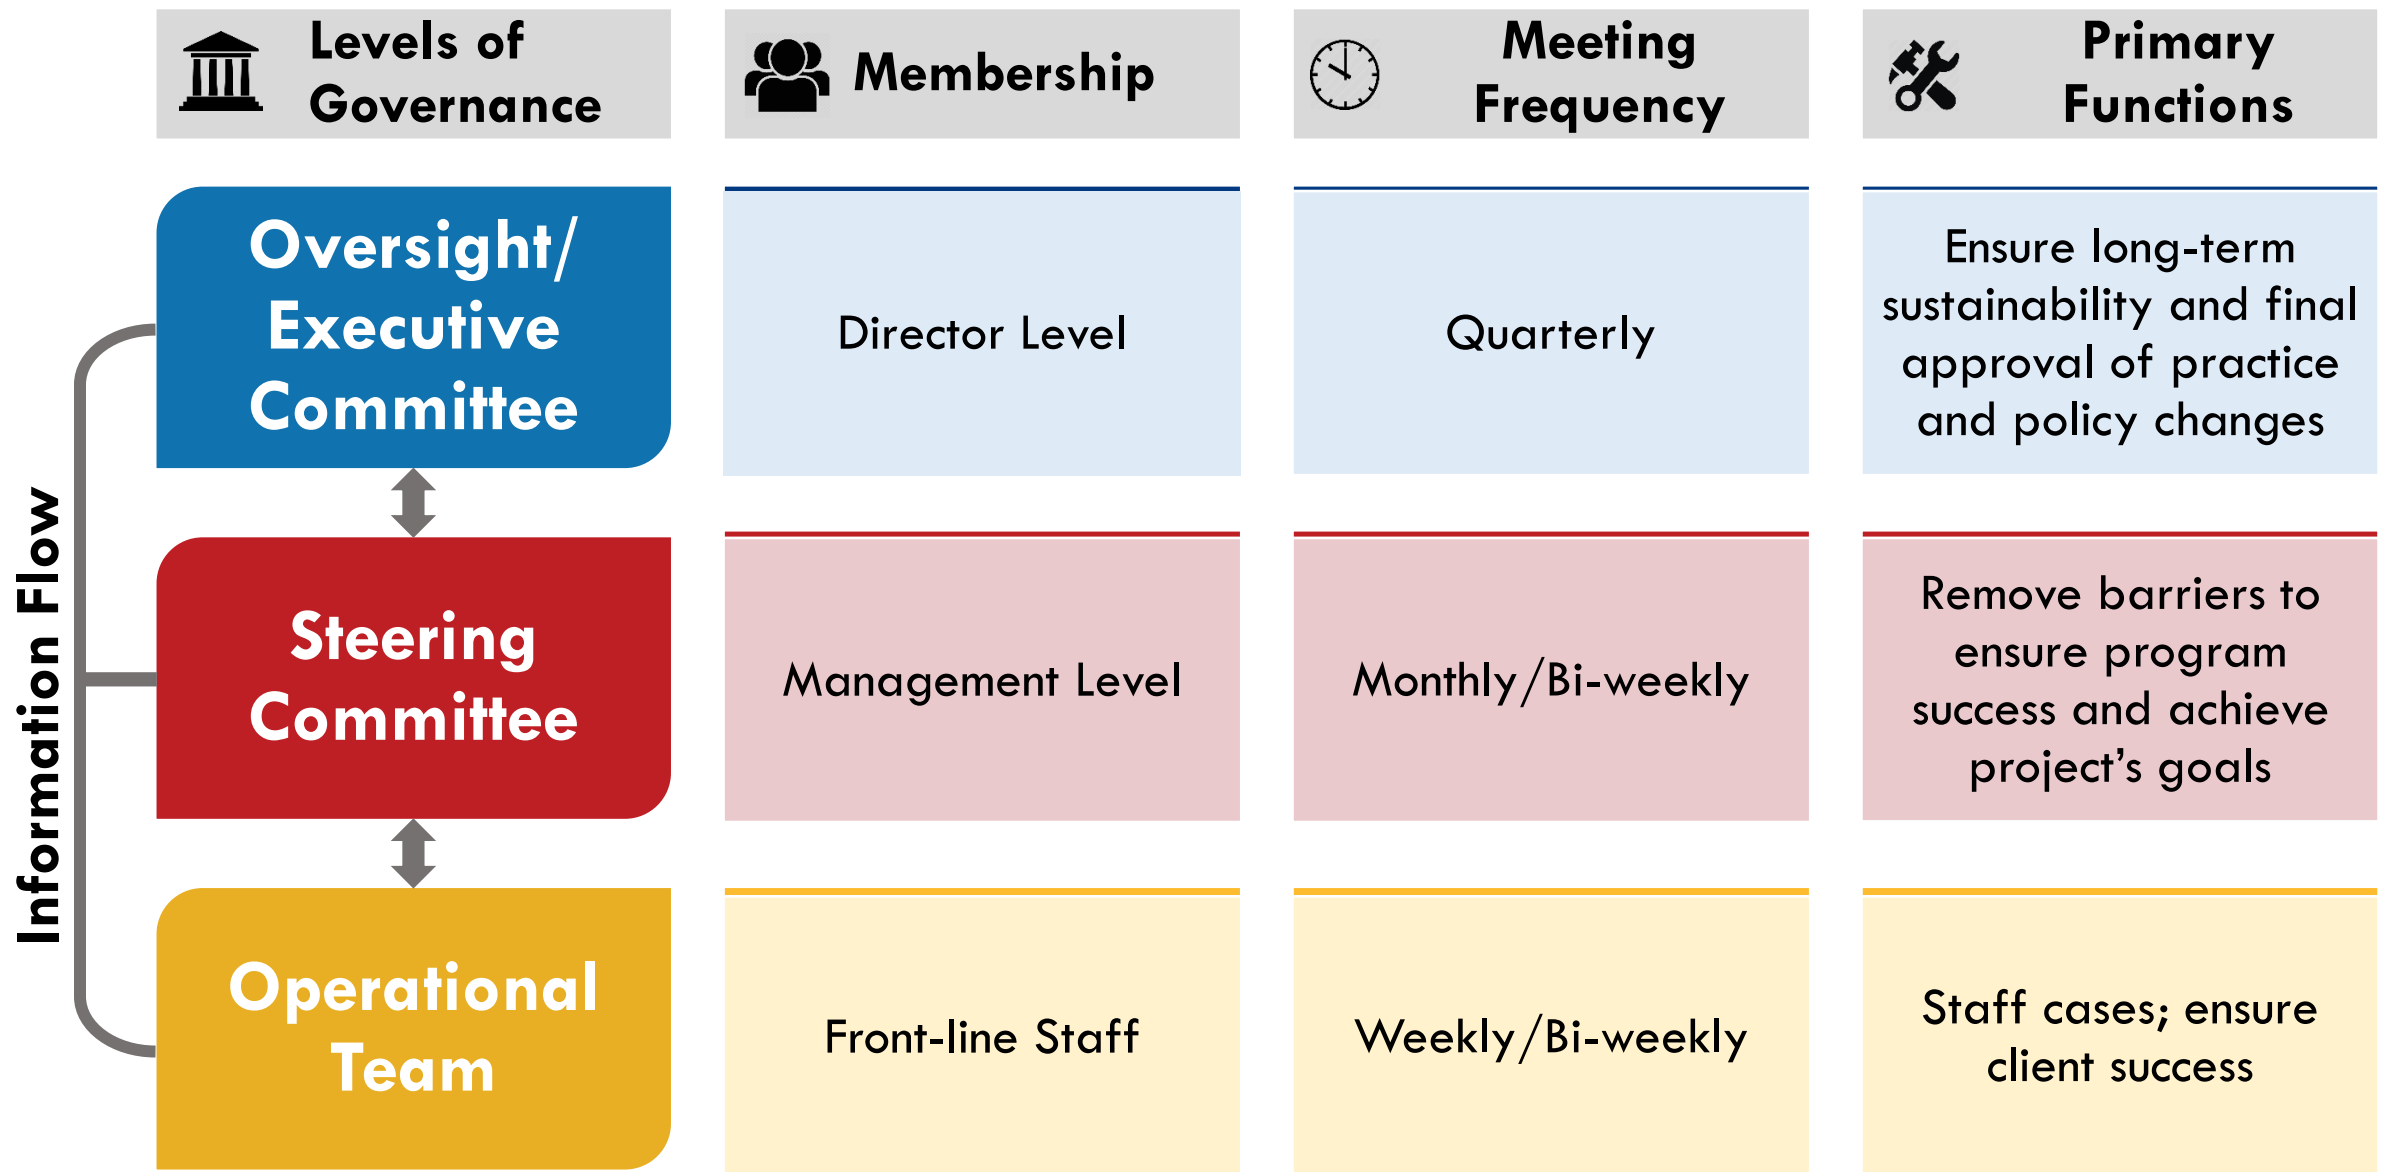 Levels of
Governance
Membership
Meeting
Frequency
Primary
Functions
Information Flow
Oversight/
Executive
Committee
Director Level
Quarterly
Ensure long-term
sustainability and final
approval of practice
and policy changes
Steering
Committee
Management Level
Monthly/Bi-weekly
Remove barriers to
ensure program
success and achieve
project’s goals
Operational
Team
Front-line Staff
Weekly/Bi-weekly
Staff cases; ensure
client success